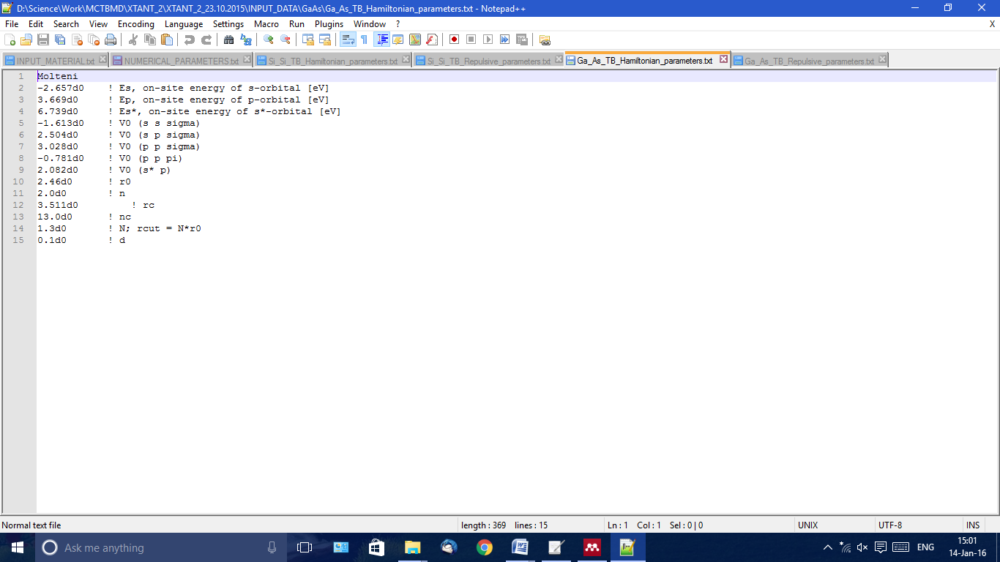 D:\Science\Work\MCTBMD\XTANT_2\XTANT_2_23.10.2015\INPUT_DATA\GaAs\Ga_As_TB_Hamiltonian_parameters.txt - Notepad++
File Edit Search View Encoding Language Settings Macro Run Plugins Window ? X
INPUT_MATERIAL.txt NUMERICAL_PARAMETERS.txt Si_Si_TB_Hamiltonian_parameters.txt Si_Si_TB_Repulsive_parameters.txt Ga_As_TB_Hamiltonian_parameters.txt Ga_As_TB_Repulsive_parameters.txt
1 Molteni
2 -2.657d0 ! Es, on-site energy of s-orbital [eV]
3 3.669d0 ! Ep, on-site energy of p-orbital [eV]
4 6.739d0 ! Es*, on-site energy of s*-orbital [eV]
5 -1.613d0 ! V0 (s s sigma)
6 2.504d0 ! V0 (s p sigma)
7 3.028d0 ! V0 (p p sigma)
8 -0.781d0 ! V0 (p p pi)
9 2.082d0 ! V0 (s* p)
10 2.46d0 ! r0
11 2.0d0 ! n
12 3.511d0 ! rc
13 13.0d0 ! nc
14 1.3d0 ! N; rcut = N*r0
15 0.1d0 ! d
Normal text file length : 369 lines : 15 Ln : 1 Col : 1 Sel : 0 | 0 UNIX UTF-8 INS
Ask me anything ENG 15:01
14-Jan-16